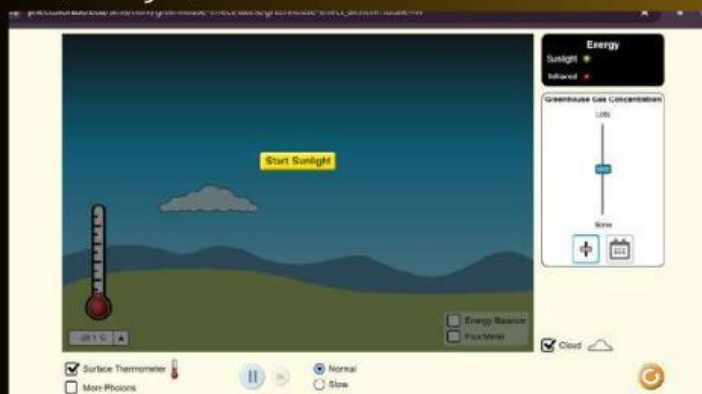 Energy
Sunlight
Infrared
Greenhouse Gas Concentration
Lots
None
Start Sunlight
Energy Balance
Flux Meter
Cloud
Surface Thermometer
More Photons
Normal
Slow